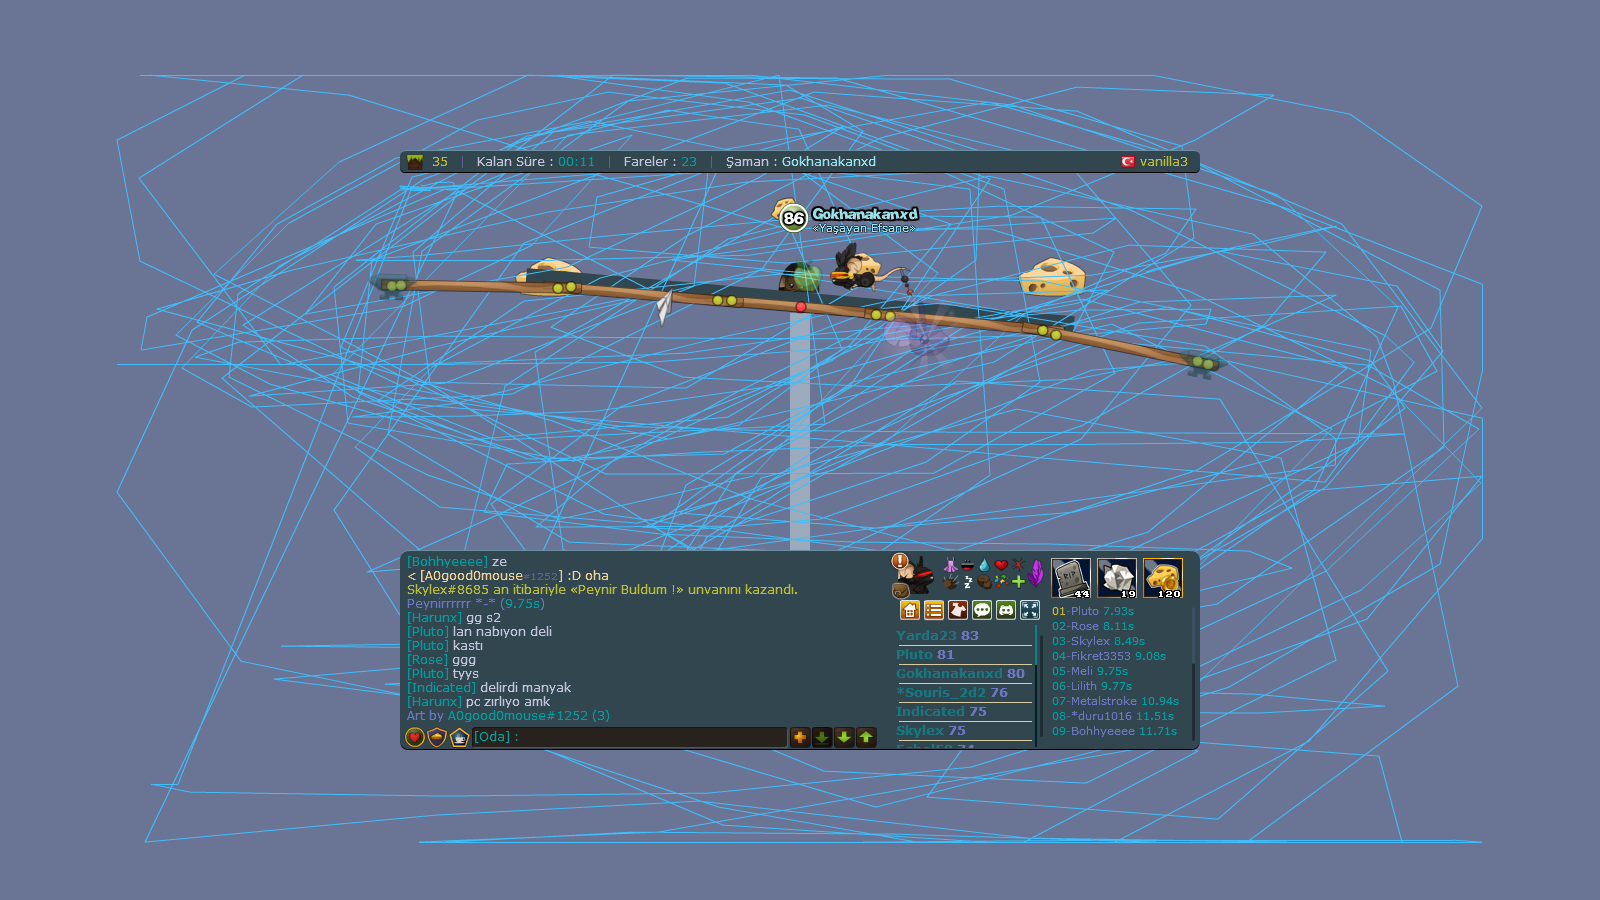 35 | Kalan Süre : 00:11 | Fareler : 23 | Şaman : Gokhanakanxd
vanilla3
86 Gokhanakanxd
«Yaşayan Efsane»
[Bohhyeeee] ze
< [A0good0mouse#1252] :D oha
Skylex#8685 an itibariyle «Peynir Buldum !» unvanını kazandı.
Peynirrrrrr *-* (9.75s)
[Harunx] gg s2
[Pluto] lan nabıyon deli
[Pluto] kastı
[Rose] ggg
[Pluto] tyys
[Indicated] delirdi manyak
[Harunx] pc zırlıyo amk
Art by A0good0mouse#1252 (3)
[Oda] :
Yarda23 83
Pluto 81
Gokhanakanxd 80
*Souris_2d2 76
Indicated 75
Skylex 75
RIP
44
19
120
01-Pluto 7.93s
02-Rose 8.11s
03-Skylex 8.49s
04-Fikret3353 9.08s
05-Meli 9.75s
06-Lilith 9.77s
07-Metalstroke 10.94s
08-*duru1016 11.51s
09-Bohhyeeee 11.71s